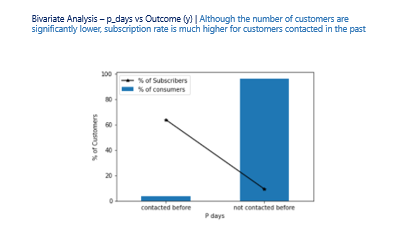 Bivariate Analysis – p_days vs Outcome (y) | Although the number of customers are
significantly lower, subscription rate is much higher for customers contacted in the past
100
% of Subscribers
% of consumers
80
60
40
20
0
% of Customers
contacted before
not contacted before
P days